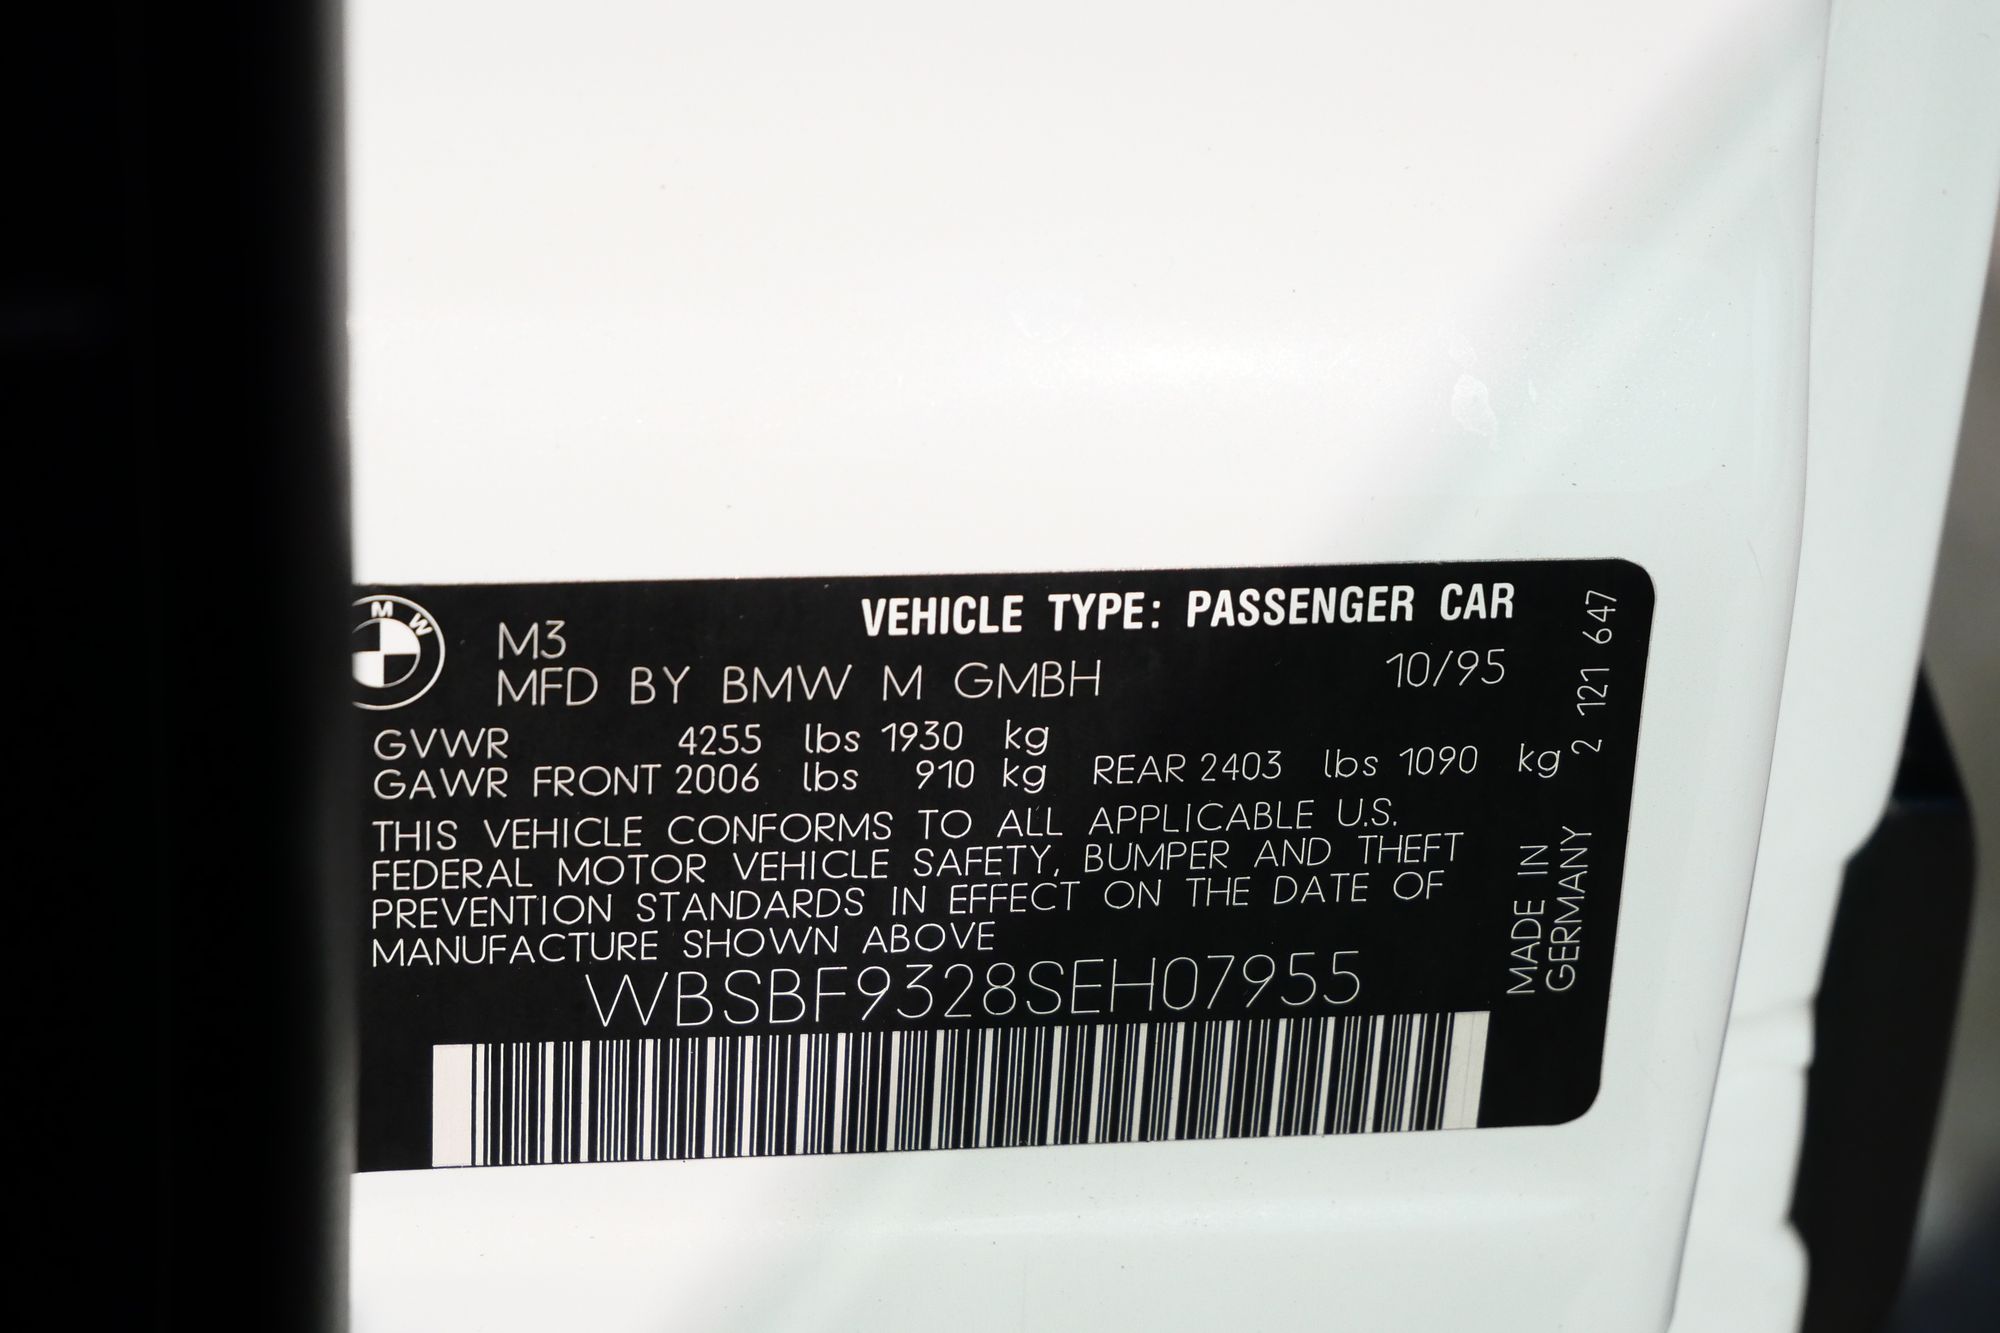 M W
VEHICLE TYPE: PASSENGER CAR
M3
10/95
MFD BY BMW M GMBH
GVWR 4255 lbs 1930 kg
GAWR FRONT 2006 lbs 910 kg REAR 2403 lbs 1090 kg
THIS VEHICLE CONFORMS TO ALL APPLICABLE U.S.
FEDERAL MOTOR VEHICLE SAFETY, BUMPER AND THEFT
PREVENTION STANDARDS IN EFFECT ON THE DATE OF
MANUFACTURE SHOWN ABOVE
WBSBF9328SEH07955
2 121 647
MADE IN
GERMANY